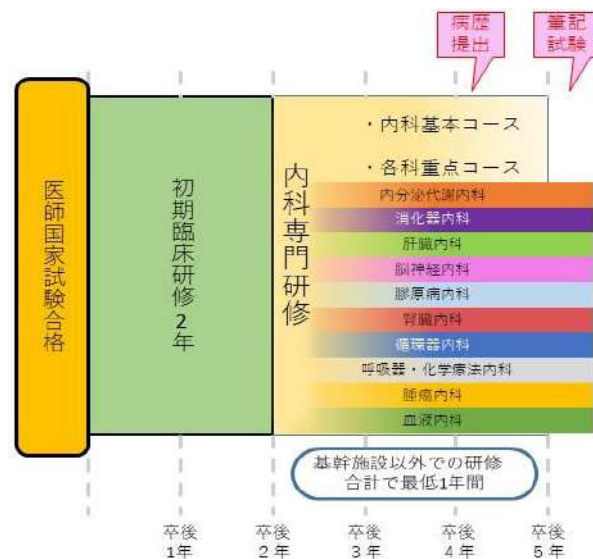 病歴
提出
筆記
試験
医師国家試験合格
初期臨床研修2年
内科専門研修
・内科基本コース
・各科重点コース
内分泌代謝内科
消化器内科
肝臓内科
脳神経内科
膠原病内科
腎臓内科
循環器内科
呼吸器・化学療法内科
腫瘍内科
血液内科
基幹施設以外での研修
合計で最低1年間
卒後
1年
卒後
2年
卒後
3年
卒後
4年
卒後
5年